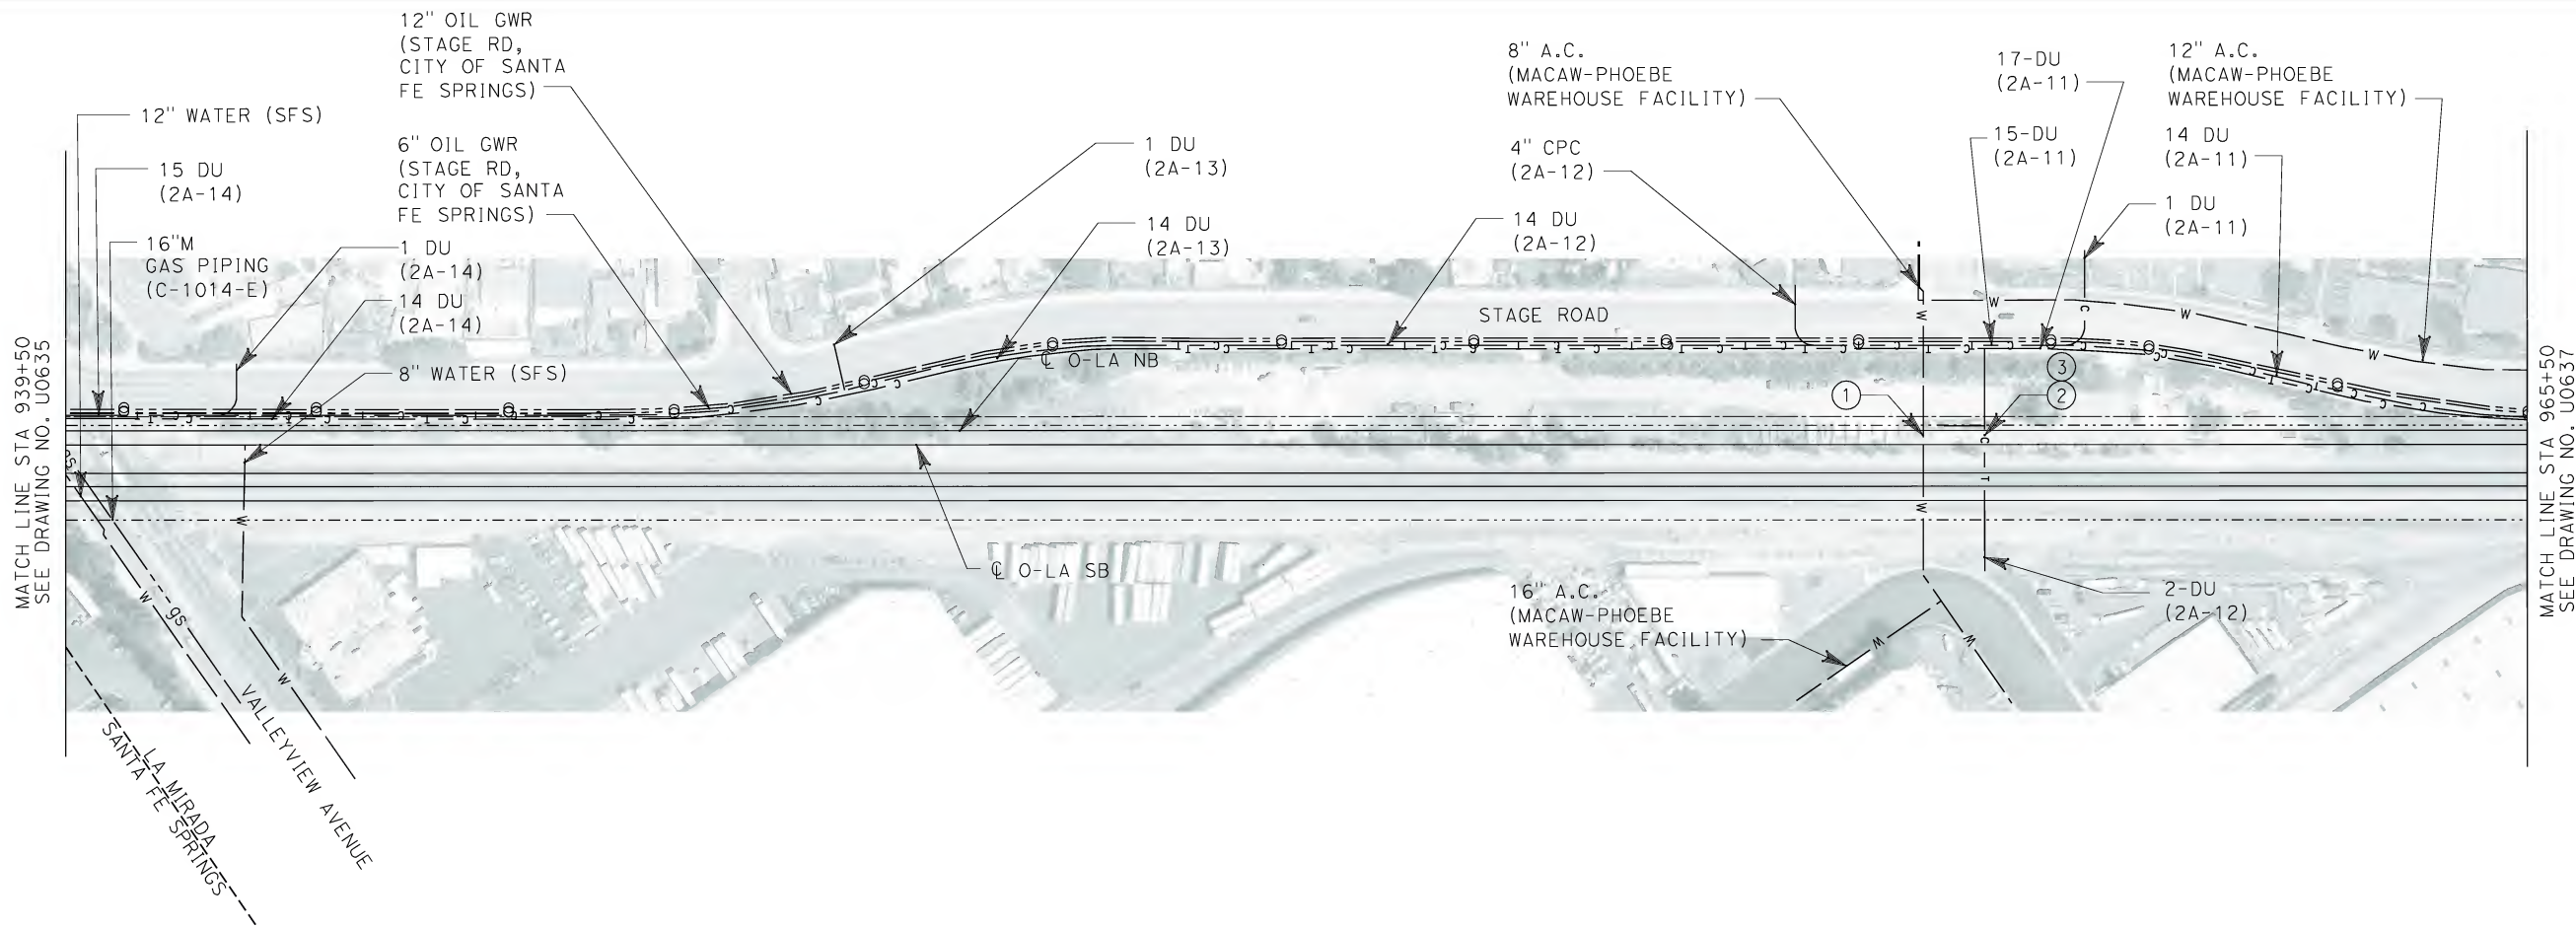 12" OIL GWR
(STAGE RD,
CITY OF SANTA
FE SPRINGS)
8" A.C.
(MACAW-PHOEBE
WAREHOUSE FACILITY)
17-DU
(2A-11)
12" A.C.
(MACAW-PHOEBE
WAREHOUSE FACILITY)
12" WATER (SFS)
6" OIL GWR
(STAGE RD,
CITY OF SANTA
FE SPRINGS)
1 DU
(2A-13)
4" CPC
(2A-12)
15-DU
(2A-11)
14 DU
(2A-11)
15 DU
(2A-14)
1 DU
(2A-11)
16"M
GAS PIPING
(C-1014-E)
1 DU
(2A-14)
14 DU
(2A-13)
14 DU
(2A-12)
14 DU
(2A-14)
STAGE ROAD
8" WATER (SFS)
℄ O-LA NB
3
1
2
MATCH LINE STA 939+50
SEE DRAWING NO. U0635
MATCH LINE STA 965+50
SEE DRAWING NO. U0637
℄ O-LA SB
16" A.C.
(MACAW-PHOEBE
WAREHOUSE FACILITY)
2-DU
(2A-12)
gs
VALLEYVIEW AVENUE
LA MIRADA
SANTA FE SPRINGS